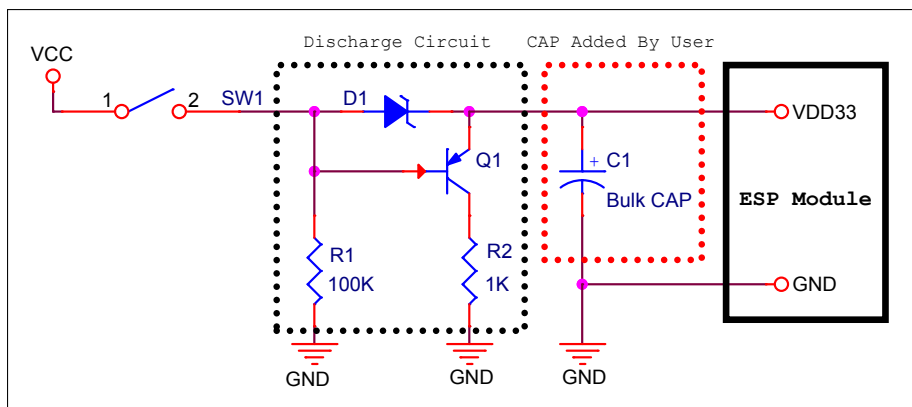 Discharge Circuit
CAP Added By User
VCC
1
2
SW1
D1
VDD33
Q1
+
C1
Bulk CAP
ESP Module
R1
100K
R2
1K
GND
GND
GND
GND